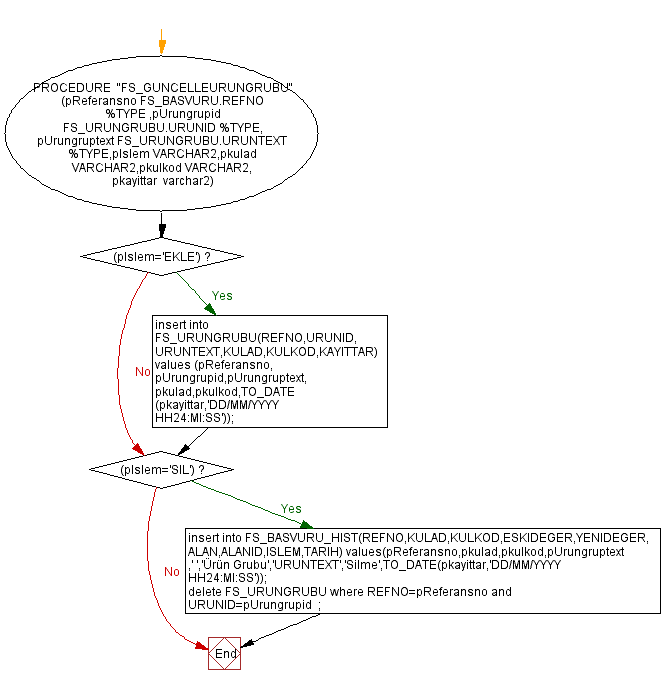 PROCEDURE "FS_GUNCELLEURUNGRUBU"
(pReferansno FS_BASVURU.REFNO
%TYPE ,pUrungrupid
FS_URUNGRUBU.URUNID %TYPE,
pUrungruptext FS_URUNGRUBU.URUNTEXT
%TYPE,pIslem VARCHAR2,pkulad
VARCHAR2,pkulkod VARCHAR2,
pkayittar varchar2)
(pIslem='EKLE') ?
Yes
insert into
FS_URUNGRUBU(REFNO,URUNID,
URUNTEXT,KULAD,KULKOD,KAYITTAR)
values (pReferansno,
pUrungrupid,pUrungruptext,
pkulad,pkulkod,TO_DATE
(pkayittar,'DD/MM/YYYY
HH24:MI:SS'));
No
(pIslem='SIL') ?
Yes
insert into FS_BASVURU_HIST(REFNO,KULAD,KULKOD,ESKIDEGER,YENIDEGER,
ALAN,ALANID,ISLEM,TARIH) values(pReferansno,pkulad,pkulkod,pUrungruptext
,' ','Ürün Grubu','URUNTEXT','Silme',TO_DATE(pkayittar,'DD/MM/YYYY
HH24:MI:SS'));
delete FS_URUNGRUBU where REFNO=pReferansno and
URUNID=pUrungrupid ;
No
End